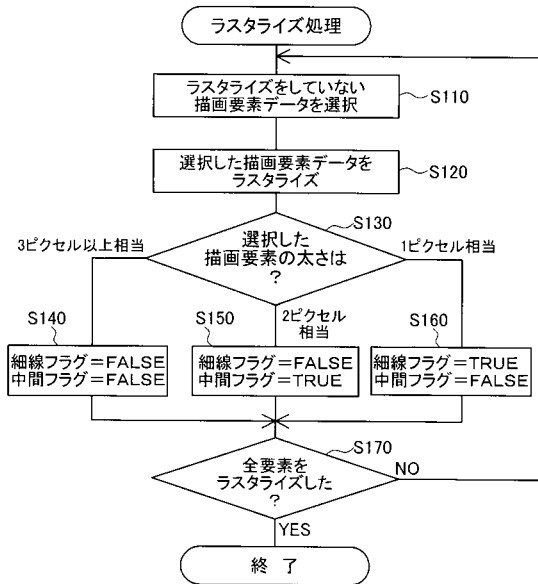 ラスタライズ処理
ラスタライズをしていない
描画要素データを選択
S110
選択した描画要素データを
ラスタライズ
S120
選択した
描画要素の太さは
?
S130
3ピクセル以上相当
1ピクセル相当
2ピクセル
相当
S140
細線フラグ=FALSE
中間フラグ=FALSE
S150
細線フラグ=FALSE
中間フラグ=TRUE
S160
細線フラグ=TRUE
中間フラグ=FALSE
全要素を
ラスタライズした
?
S170
NO
YES
終 了